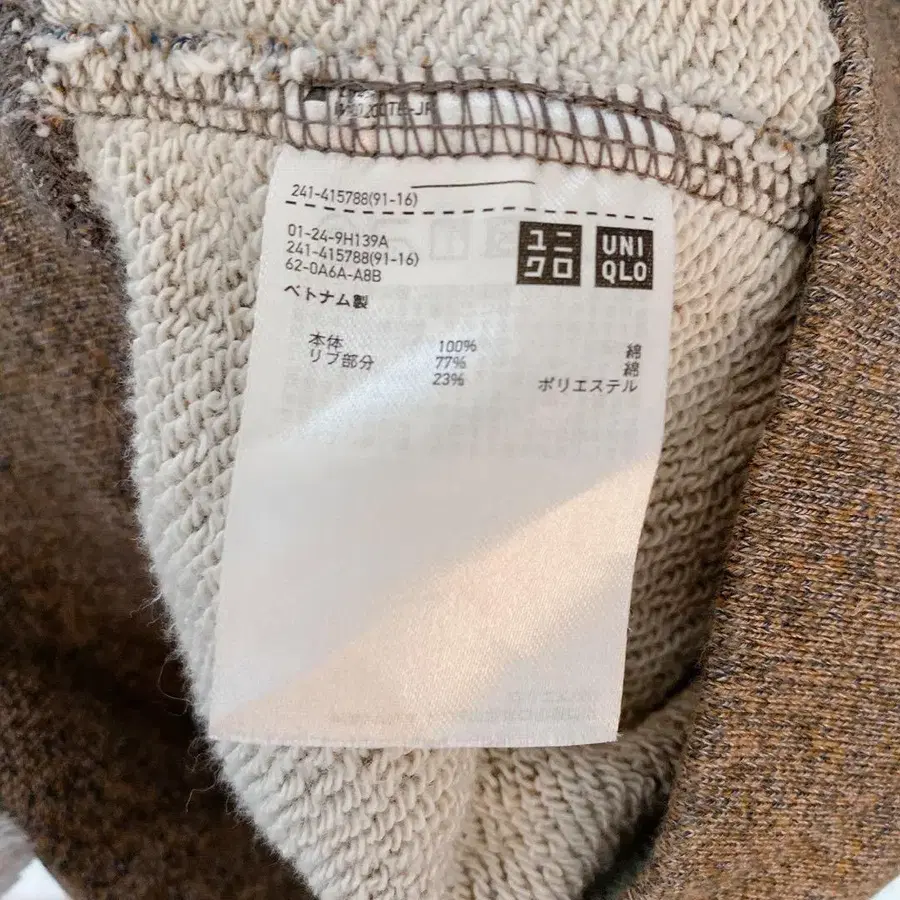 241-415788(91-16)
01-24-9H139A
241-415788(91-16)
62-0A6A-A8B
ベトナム製
ユニクロ
UNIQLO
本体 100% 綿
リブ部分 77% 綿
23% ポリエステル